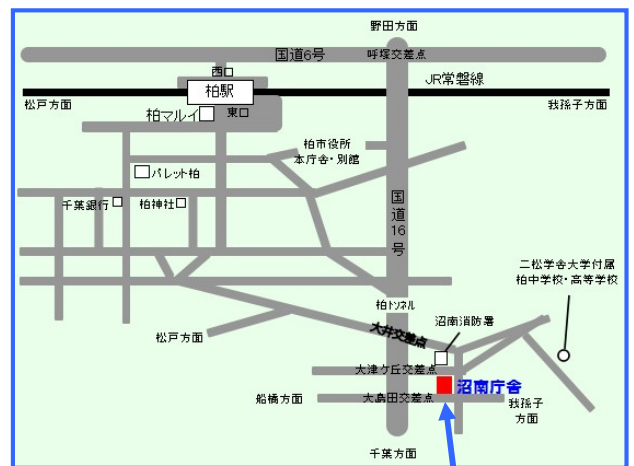 野田方面
国道6号
呼塚交差点
西口
JR常磐線
柏駅
松戸方面
我孫子方面
柏マルイ
東口
柏市役所
本庁舎・別館
パレット柏
国道16号
千葉銀行
柏神社
二松学舎大学付属
柏中学校・高等学校
柏トンネル
沼南消防署
大井交差点
松戸方面
大津ケ丘交差点
沼南庁舎
船橋方面
大島田交差点
我孫子
方面
千葉方面